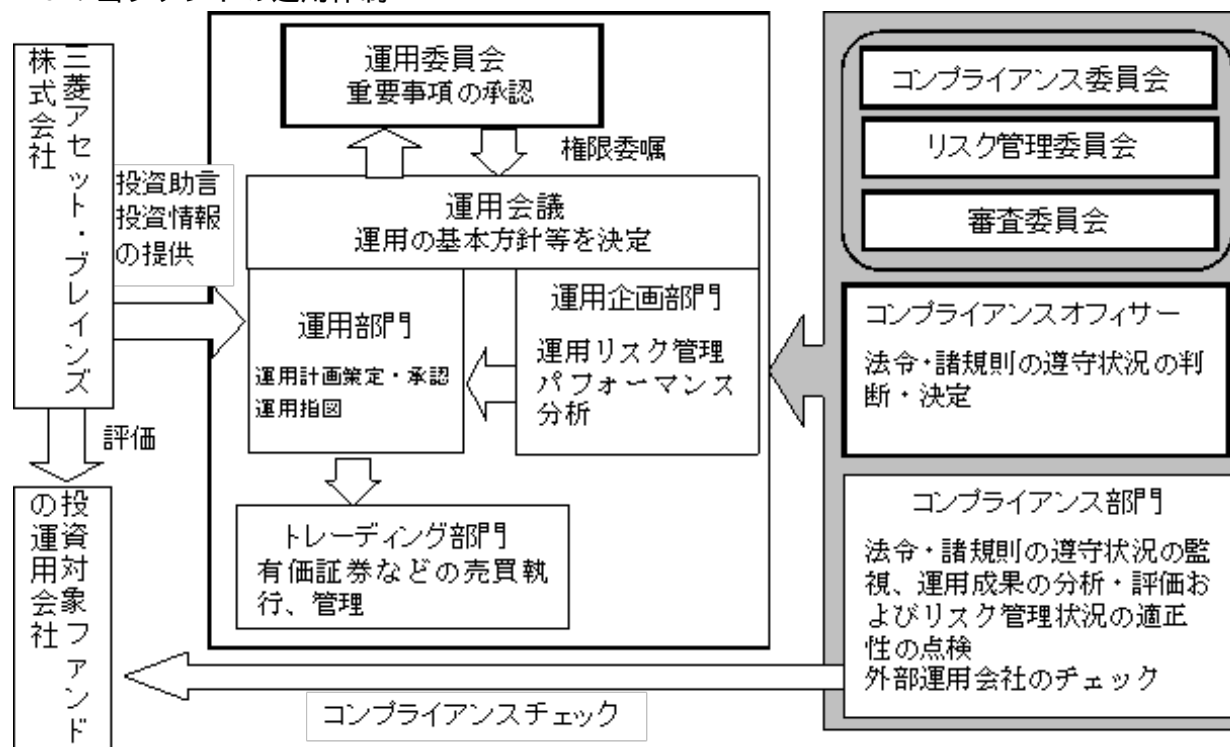 三菱アセット・ブレインズ
株式会社
投資助言
投資情報
の提供
評価
投資対象ファンド
の運用会社
運用委員会
重要事項の承認
権限委嘱
運用会議
運用の基本方針等を決定
運用部門
運用計画策定・承認
運用指図
運用企画部門
運用リスク管理
パフォーマンス
分析
トレーディング部門
有価証券などの売買執
行、管理
コンプライアンスチェック
コンプライアンス委員会
リスク管理委員会
審査委員会
コンプライアンスオフィサー
法令・諸規則の遵守状況の判
断・決定
コンプライアンス部門
法令・諸規則の遵守状況の監
視、運用成果の分析・評価お
よびリスク管理状況の適正
性の点検
外部運用会社のチェック